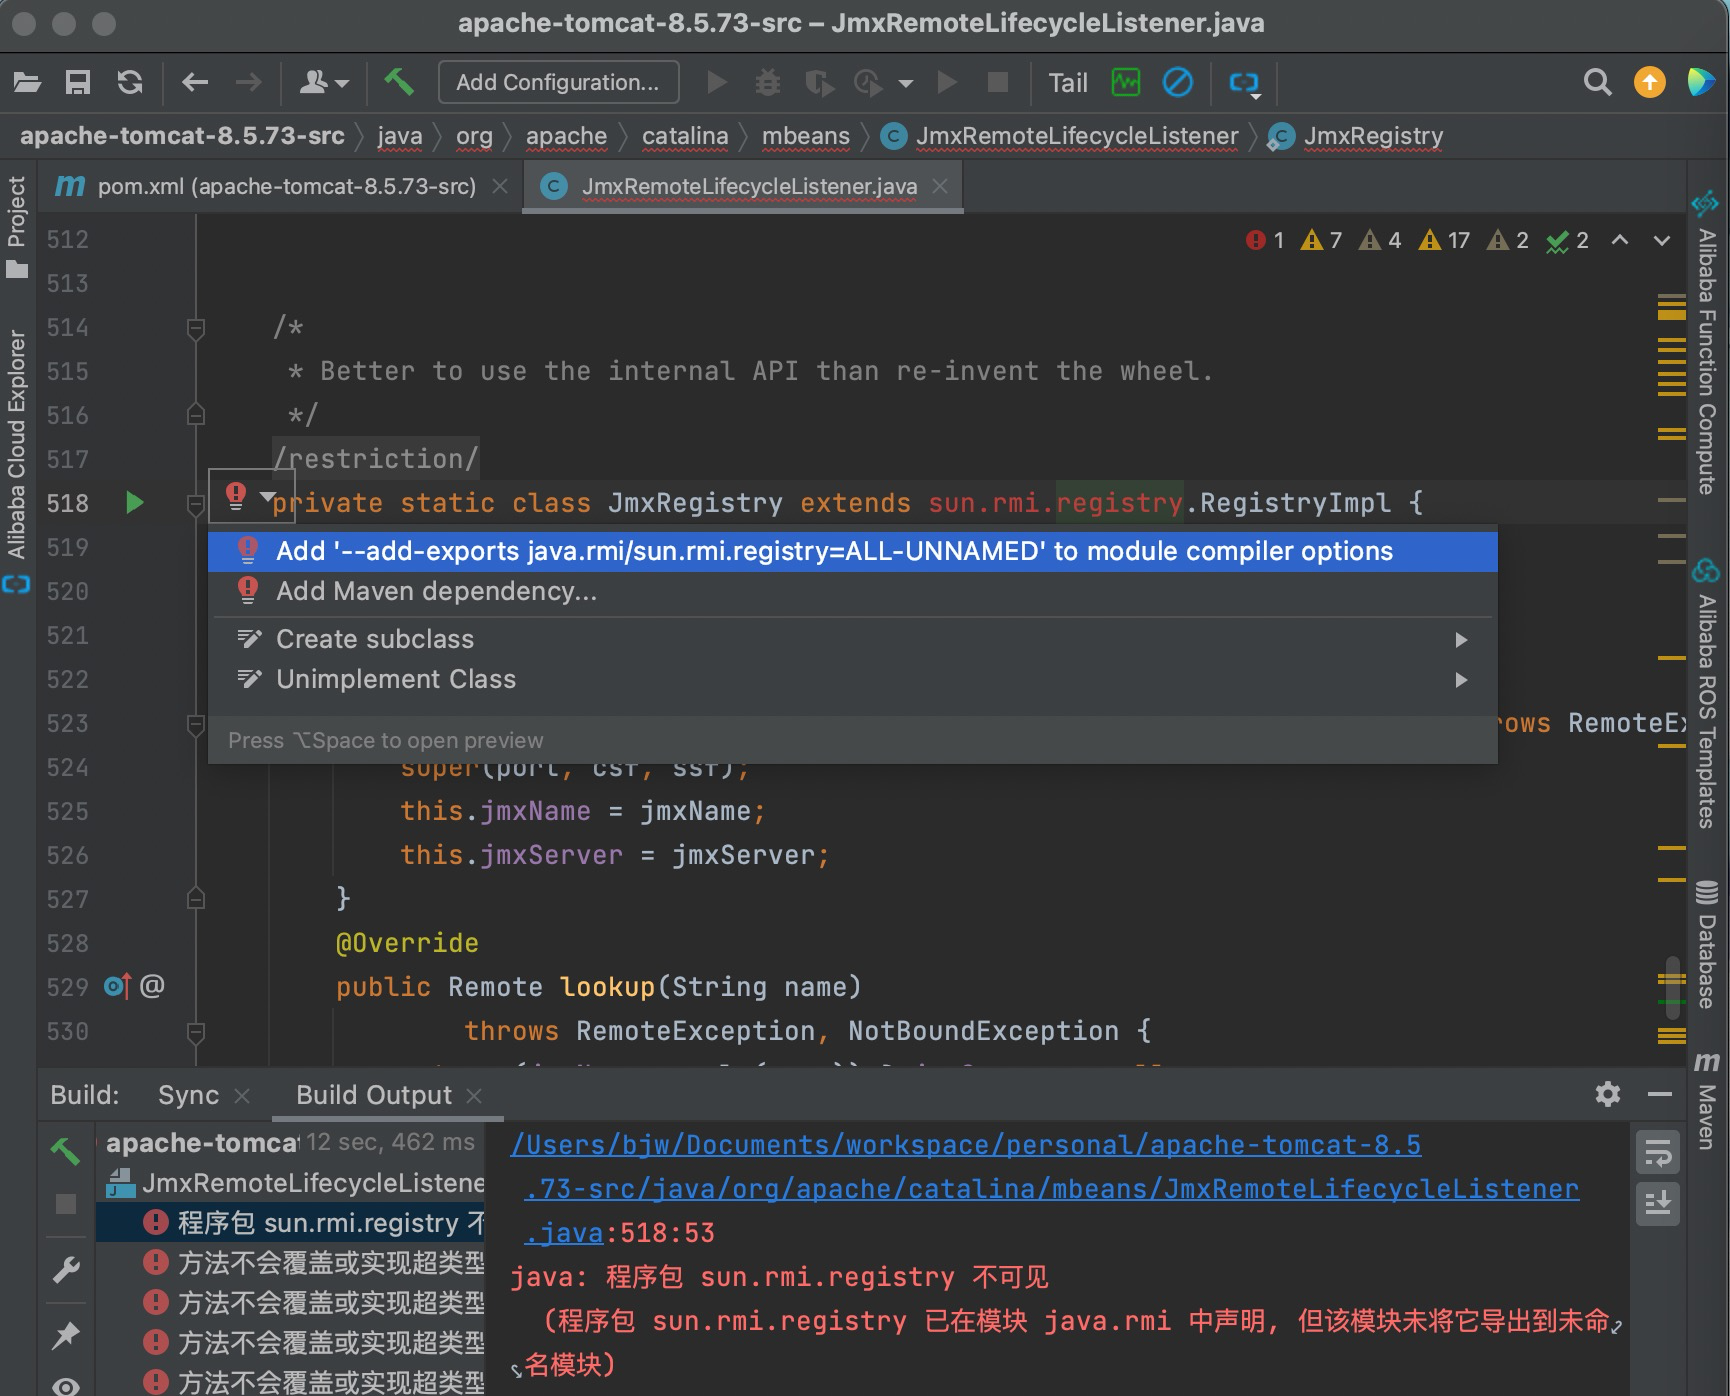 apache-tomcat-8.5.73-src – JmxRemoteLifecycleListener.java
Add Configuration...
Tail
apache-tomcat-8.5.73-src java org apache catalina mbeans JmxRemoteLifecycleListener JmxRegistry
pom.xml (apache-tomcat-8.5.73-src)
JmxRemoteLifecycleListener.java
Project
Alibaba Cloud Explorer
1 7 4 17 2 2
512
513
514 /*
515 * Better to use the internal API than re-invent the wheel.
516 */
517 /restriction/
518 private static class JmxRegistry extends sun.rmi.registry.RegistryImpl {
519
Add '--add-exports java.rmi/sun.rmi.registry=ALL-UNNAMED' to module compiler options
520
Add Maven dependency...
521
Create subclass
522
Unimplement Class
523 rows RemoteEx
Press ⌥Space to open preview
524 super(port, csf, ssf);
525 this.jmxName = jmxName;
526 this.jmxServer = jmxServer;
527 }
528 @Override
529 @ public Remote lookup(String name)
530 throws RemoteException, NotBoundException {
Alibaba Function Compute
Alibaba ROS Templates
Database
Maven
Build: Sync Build Output
apache-tomcat 12 sec, 462 ms
JmxRemoteLifecycleListene
程序包 sun.rmi.registry 不
方法不会覆盖或实现超类型
方法不会覆盖或实现超类型
方法不会覆盖或实现超类型
方法不会覆盖或实现超类型
/Users/bjw/Documents/workspace/personal/apache-tomcat-8.5
.73-src/java/org/apache/catalina/mbeans/JmxRemoteLifecycleListener
.java:518:53
java: 程序包 sun.rmi.registry 不可见
(程序包 sun.rmi.registry 已在模块 java.rmi 中声明, 但该模块未将它导出到未命
名模块)